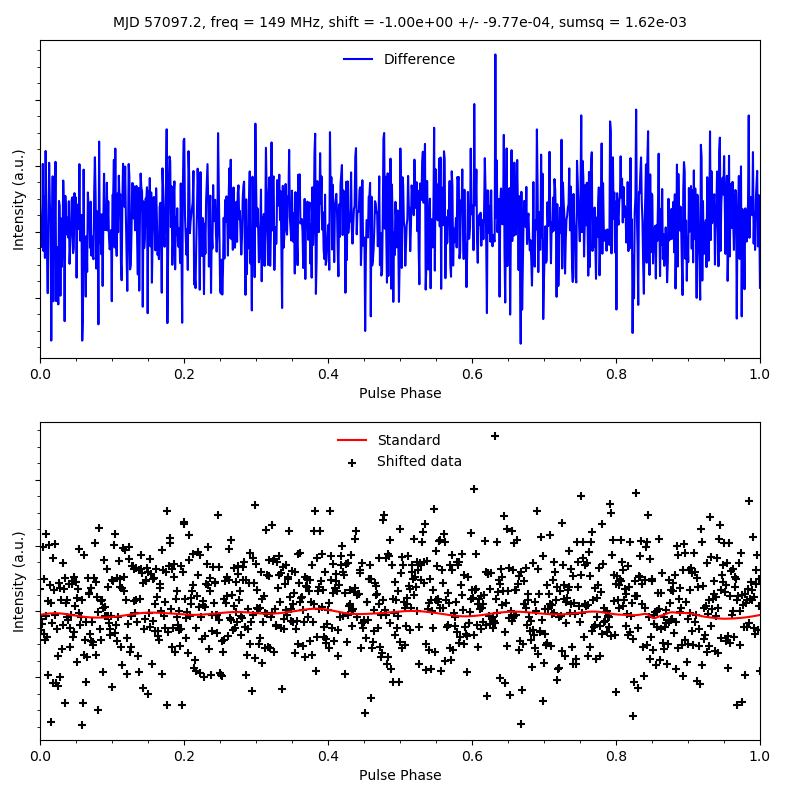 MJD 57097.2, freq = 149 MHz, shift = -1.00e+00 +/- -9.77e-04, sumsq = 1.62e-03
Difference
Intensity (a.u.)
0.0 0.2 0.4 0.6 0.8 1.0
Pulse Phase
Standard
Shifted data
Intensity (a.u.)
0.0 0.2 0.4 0.6 0.8 1.0
Pulse Phase